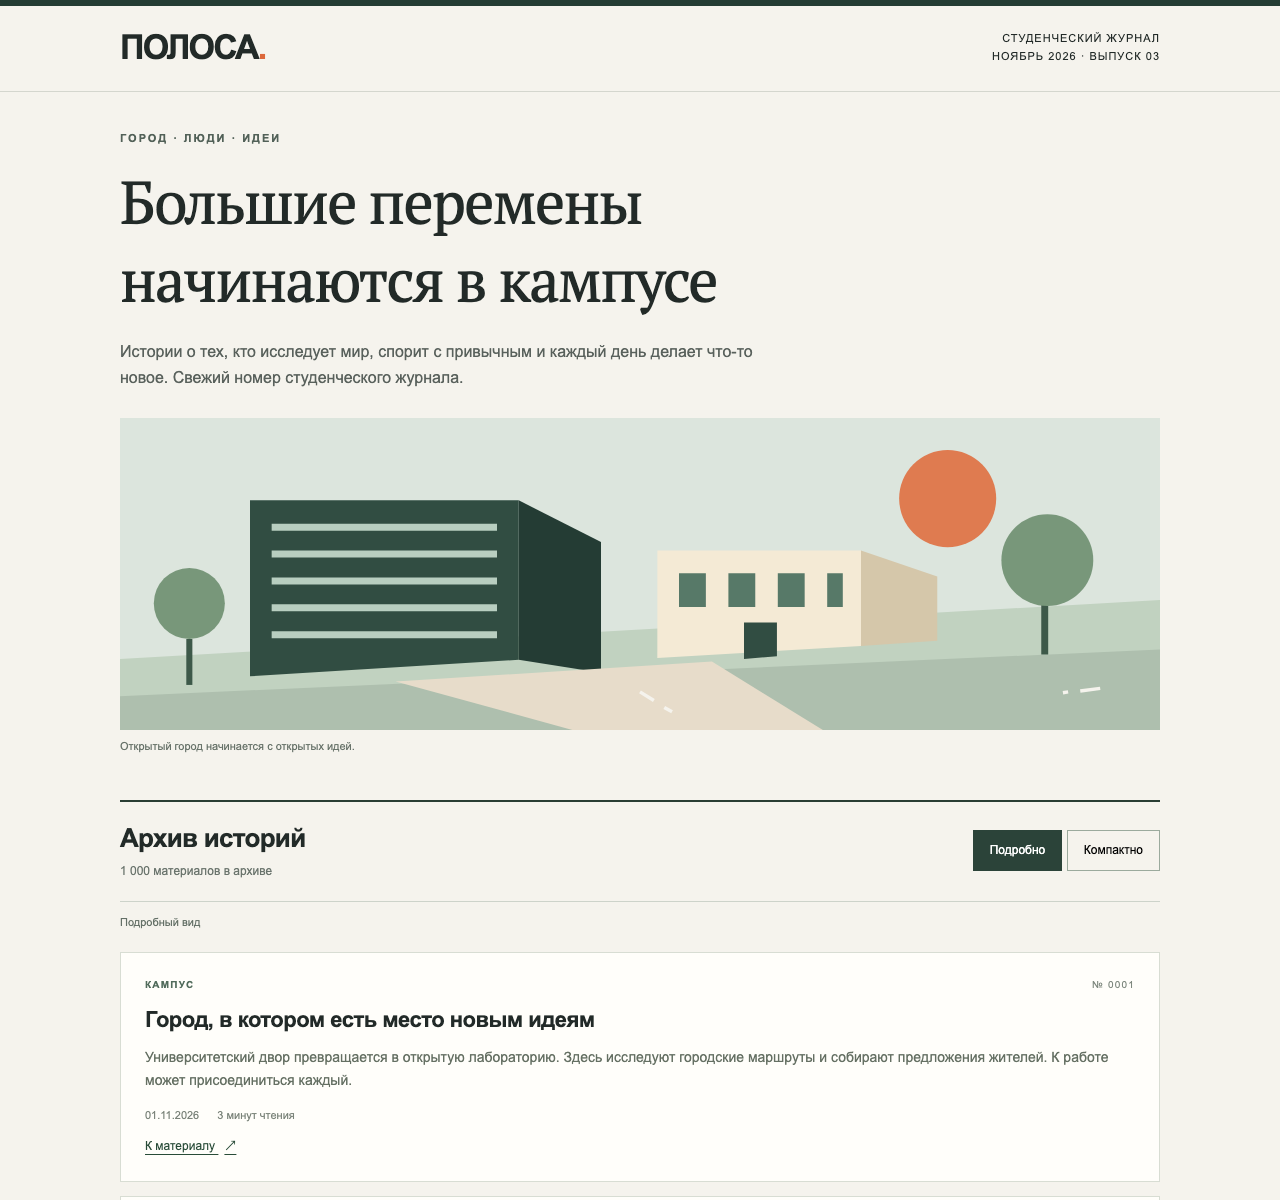 ПОЛОСА.
СТУДЕНЧЕСКИЙ ЖУРНАЛ
НОЯБРЬ 2026 · ВЫПУСК 03
ГОРОД · ЛЮДИ · ИДЕИ
Большие перемены
начинаются в кампусе
Истории о тех, кто исследует мир, спорит с привычным и каждый день делает что-то
новое. Свежий номер студенческого журнала.
Открытый город начинается с открытых идей.
Архив историй
1 000 материалов в архиве
Подробно
Компактно
Подробный вид
КАМПУС
№ 0001
Город, в котором есть место новым идеям
Университетский двор превращается в открытую лабораторию. Здесь исследуют городские маршруты и собирают предложения жителей. К работе
может присоединиться каждый.
01.11.2026 3 минут чтения
К материалу ↗